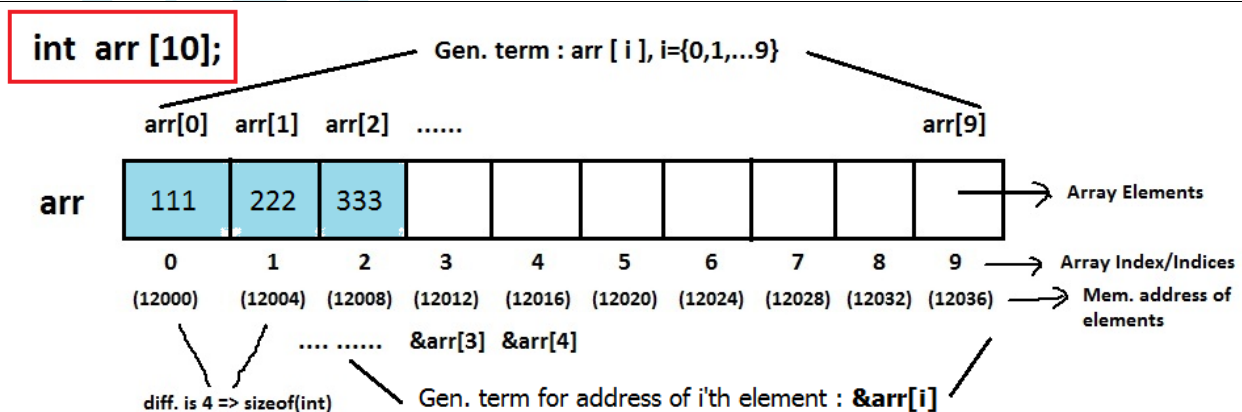 int arr [10];
Gen. term : arr [ i ], i={0,1,...9}
arr[0] arr[1] arr[2] ...... arr[9]
arr 111 222 333 Array Elements
0 1 2 3 4 5 6 7 8 9 Array Index/Indices
(12000) (12004) (12008) (12012) (12016) (12020) (12024) (12028) (12032) (12036) Mem. address of
elements
.... ...... &arr[3] &arr[4]
diff. is 4 => sizeof(int) Gen. term for address of i'th element : &arr[i]